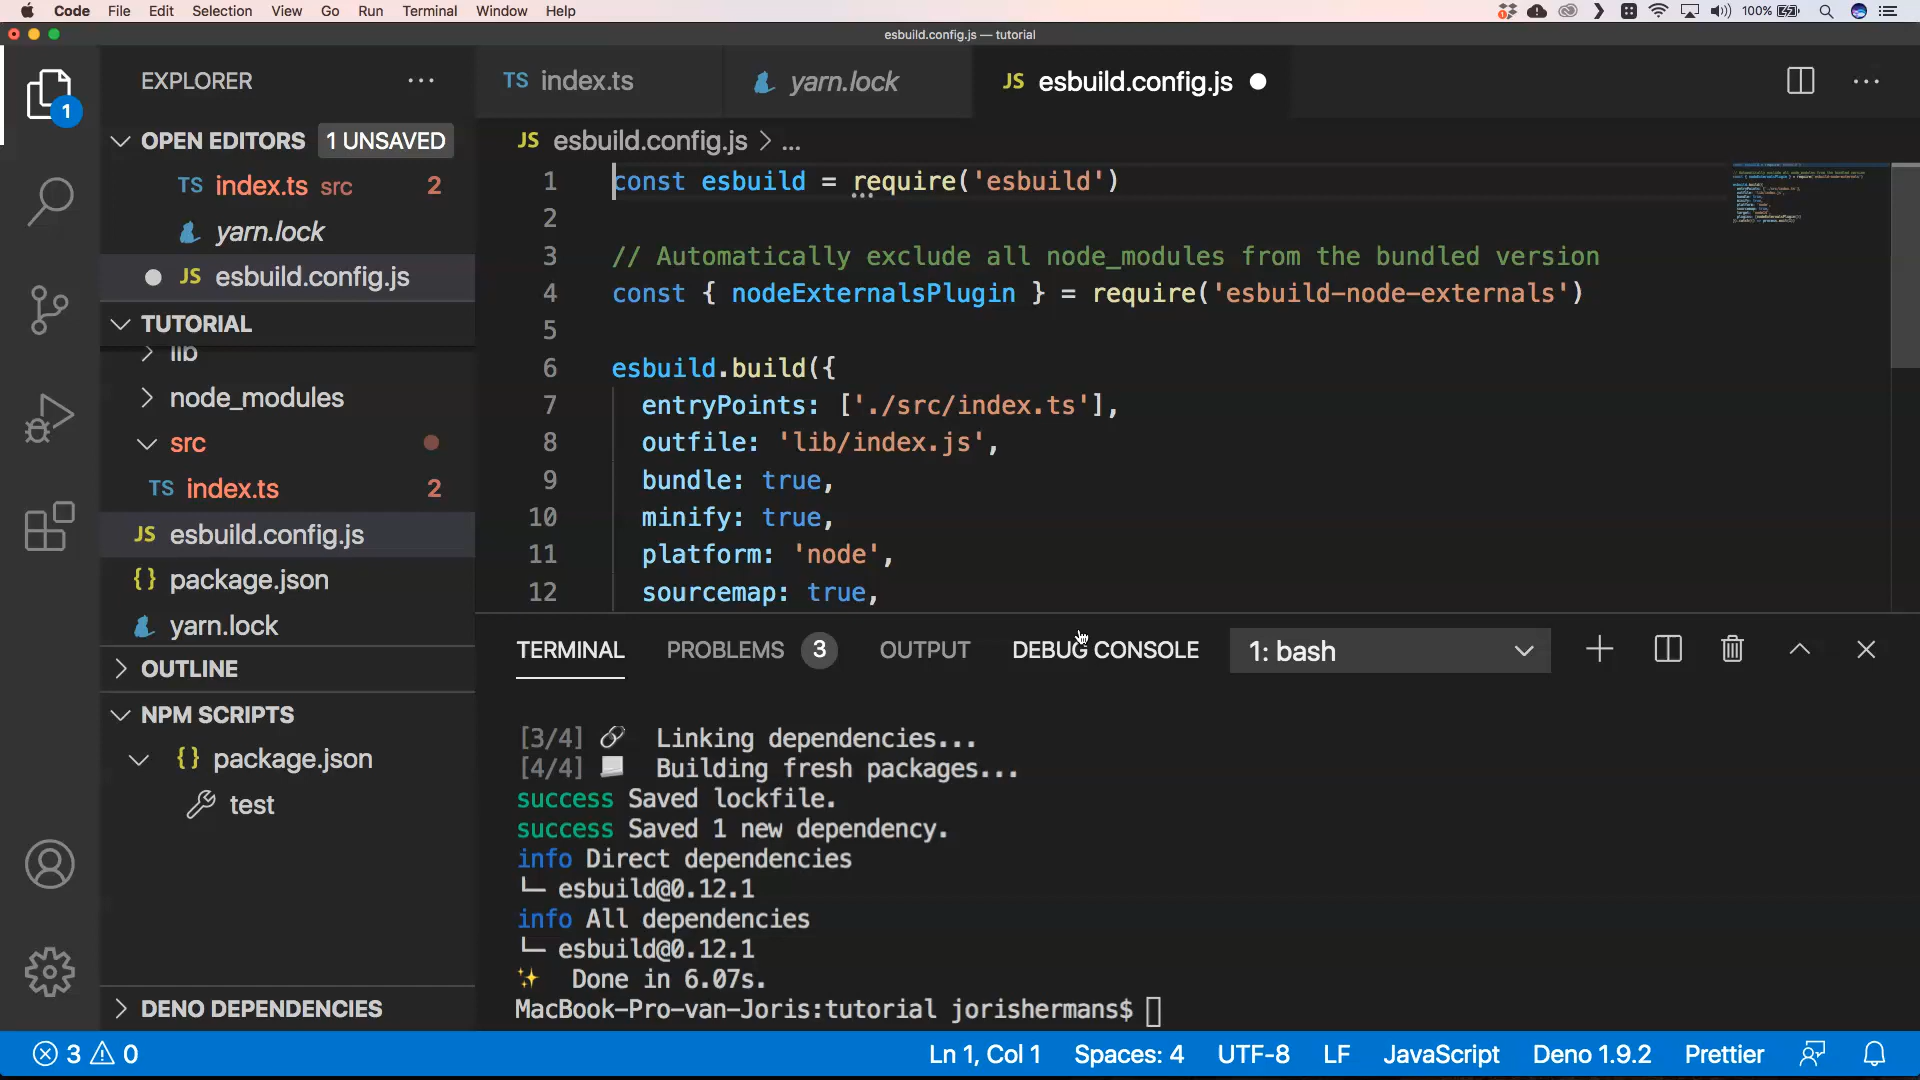 Code File Edit Selection View Go Run Terminal Window Help
100%
esbuild.config.js — tutorial
EXPLORER
OPEN EDITORS 1 UNSAVED
TS index.ts src 2
yarn.lock
JS esbuild.config.js
TUTORIAL
lib
node_modules
src
TS index.ts 2
JS esbuild.config.js
{} package.json
yarn.lock
OUTLINE
NPM SCRIPTS
{} package.json
test
DENO DEPENDENCIES
1
TS index.ts
yarn.lock
JS esbuild.config.js
JS esbuild.config.js > ...
1 const esbuild = require('esbuild')
2
3 // Automatically exclude all node_modules from the bundled version
4 const { nodeExternalsPlugin } = require('esbuild-node-externals')
5
6 esbuild.build({
7 entryPoints: ['./src/index.ts'],
8 outfile: 'lib/index.js',
9 bundle: true,
10 minify: true,
11 platform: 'node',
12 sourcemap: true,
TERMINAL PROBLEMS 3 OUTPUT DEBUG CONSOLE 1: bash
[3/4] 🔗 Linking dependencies...
[4/4] 📃 Building fresh packages...
success Saved lockfile.
success Saved 1 new dependency.
info Direct dependencies
└─ esbuild@0.12.1
info All dependencies
└─ esbuild@0.12.1
✨ Done in 6.07s.
MacBook-Pro-van-Joris:tutorial jorishermans$
3 0
Ln 1, Col 1 Spaces: 4 UTF-8 LF JavaScript Deno 1.9.2 Prettier